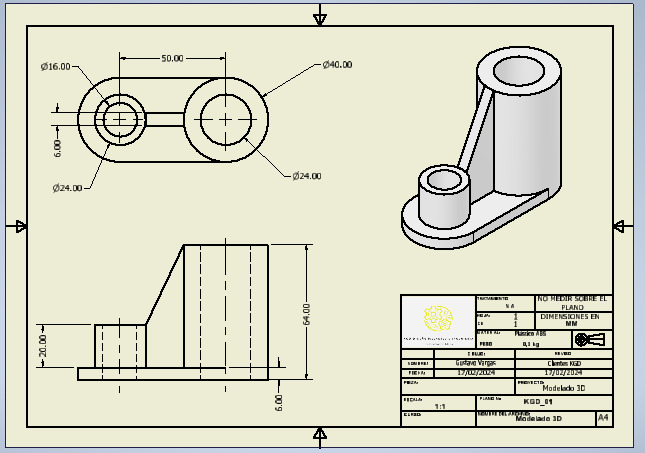 50.00
Ø16.00
Ø40.00
6.00
Ø24.00
Ø24.00
64.00
20.00
6.00
TRATAMIENTO:
N A
NO MEDIR SOBRE EL
PLANO
HOJA: 1
DE 1
DIMENSIONES EN
MM
MATERIAL: Plástico ABS
PESO 0,1 kg
DIBUJO: REVISO
NOMBRE: Gustavo Vargas Clientes KGD
FECHA: 17/02/2024 17/02/2024
PIEZA: PROYECTO:
Modelado 3D
ESCALA: 1:1
PLANO No KGD_01
CURSO: NOMBRE DEL ARCHIVO: Modelado 3D A4